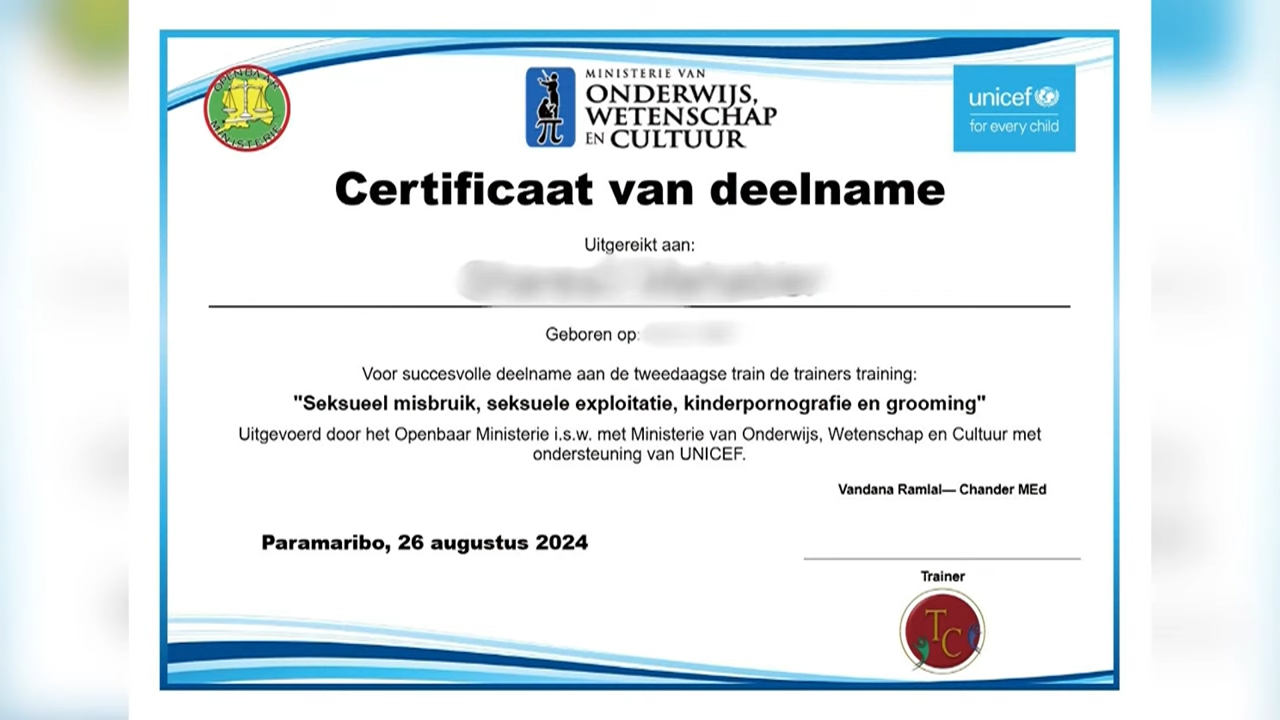 OPENBAAR
MINISTERIE
MINISTERIE VAN
ONDERWIJS,
WETENSCHAP
EN CULTUUR
unicef
for every child
Certificaat van deelname
Uitgereikt aan:
Geboren op:
Voor succesvolle deelname aan de tweedaagse train de trainers training:
"Seksueel misbruik, seksuele exploitatie, kinderpornografie en grooming"
Uitgevoerd door het Openbaar Ministerie i.s.w. met Ministerie van Onderwijs, Wetenschap en Cultuur met
ondersteuning van UNICEF.
Vandana Ramlal— Chander MEd
Paramaribo, 26 augustus 2024
Trainer
TC